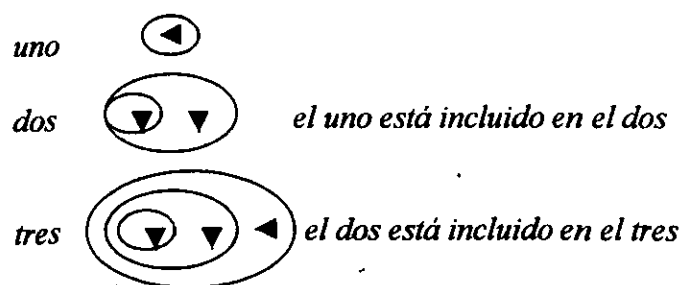 uno
dos el uno está incluido en el dos
tres el dos está incluido en el tres